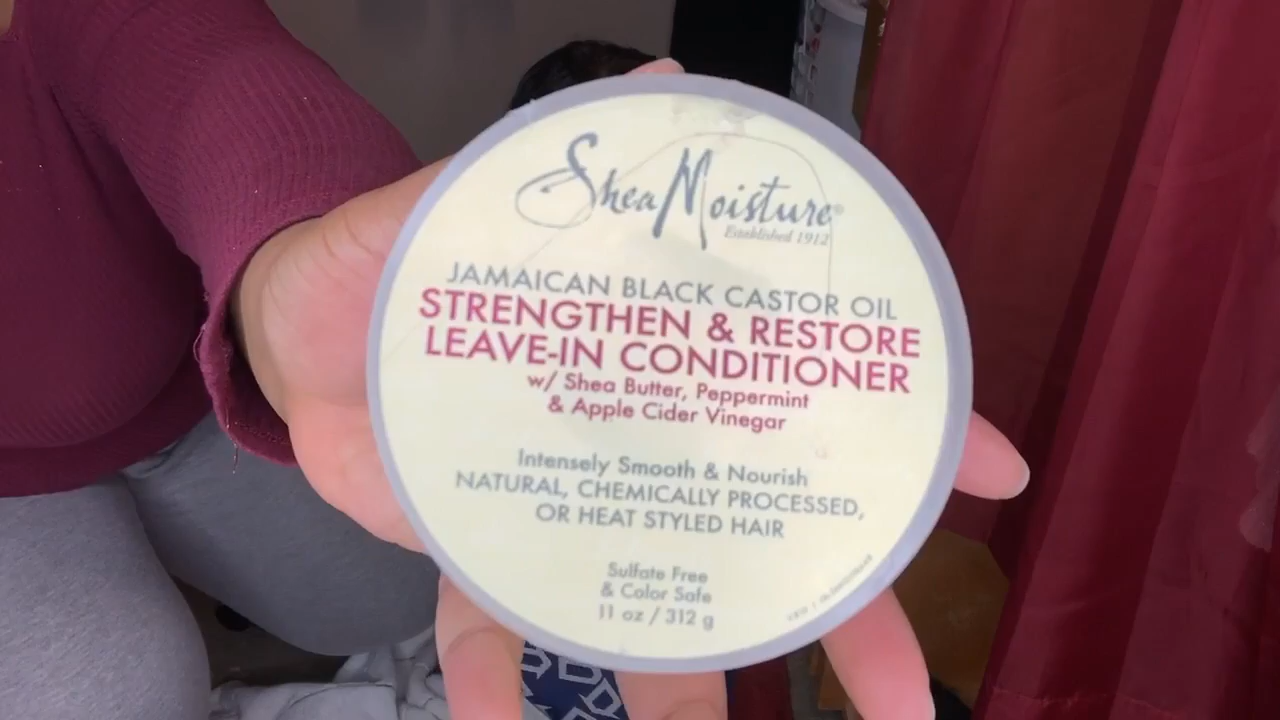 SheaMoisture®
Established 1912
JAMAICAN BLACK CASTOR OIL
STRENGTHEN & RESTORE
LEAVE-IN CONDITIONER
w/ Shea Butter, Peppermint
& Apple Cider Vinegar
Intensely Smooth & Nourish
NATURAL, CHEMICALLY PROCESSED,
OR HEAT STYLED HAIR
Sulfate Free
& Color Safe
11 oz / 312 g